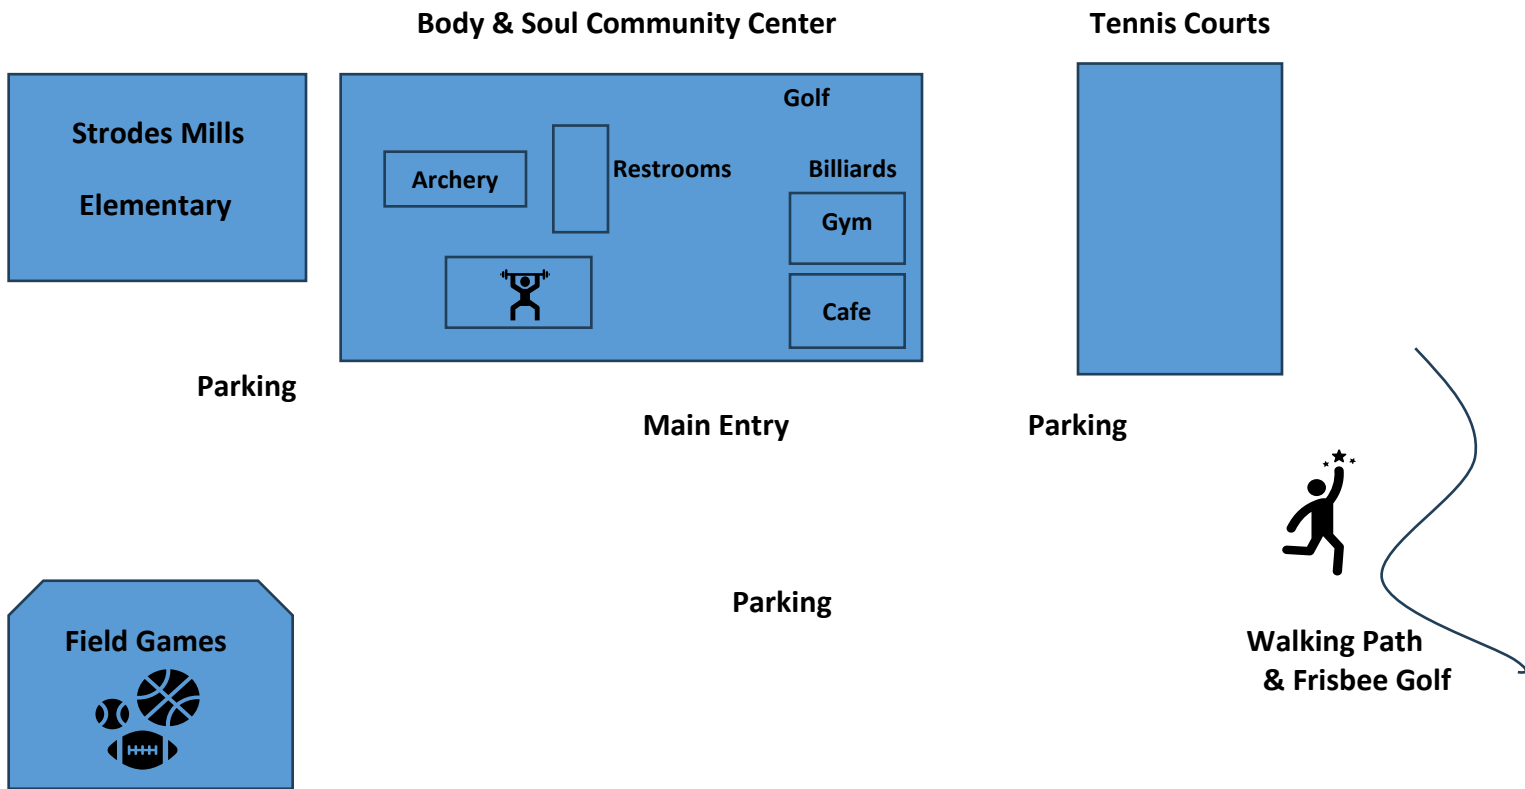 Body & Soul Community Center
Tennis Courts
Strodes Mills
Elementary
Golf
Archery
Restrooms
Billiards
Gym
Cafe
Parking
Main Entry
Parking
Parking
Field Games
Walking Path
& Frisbee Golf